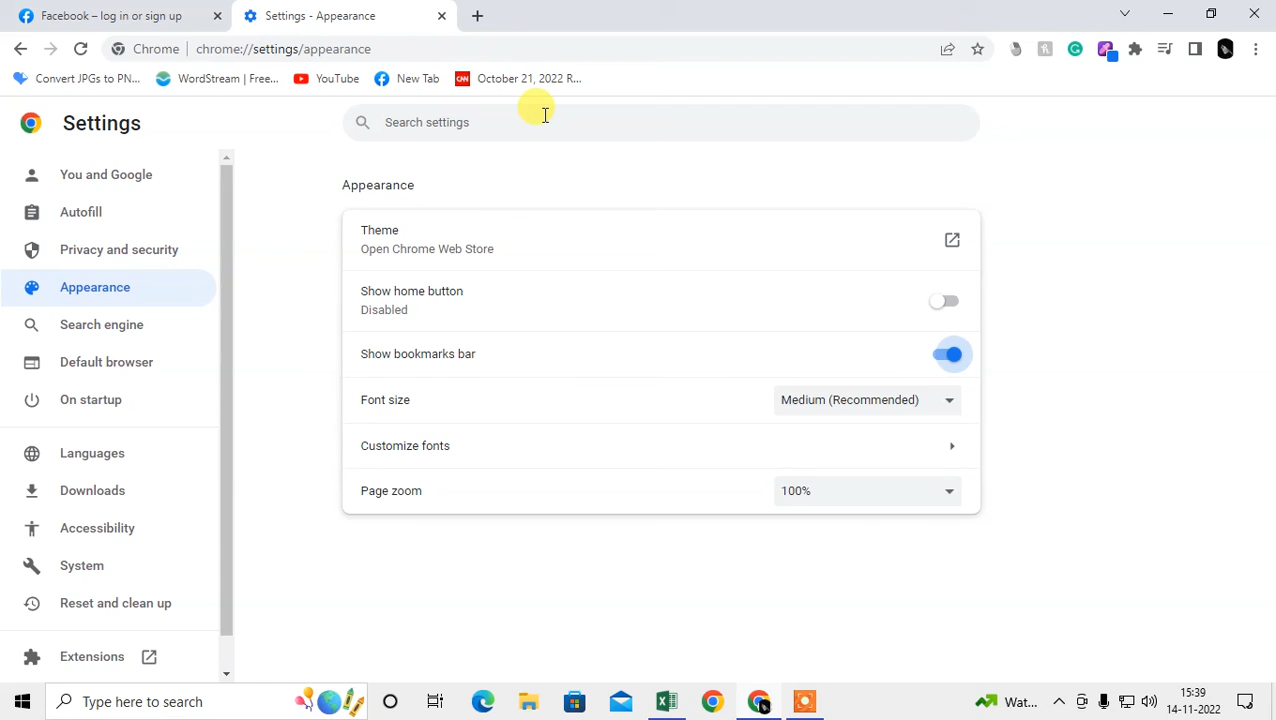 Facebook – log in or sign up
Settings - Appearance
Chrome
chrome://settings/appearance
Convert JPGs to PN...
WordStream | Free...
YouTube
New Tab
CNN
October 21, 2022 R...
Settings
Search settings
You and Google
Autofill
Privacy and security
Appearance
Search engine
Default browser
On startup
Languages
Downloads
Accessibility
System
Reset and clean up
Extensions
Appearance
Theme
Open Chrome Web Store
Show home button
Disabled
Show bookmarks bar
Font size
Medium (Recommended)
Customize fonts
Page zoom
100%
Type here to search
Wat...
15:39
14-11-2022